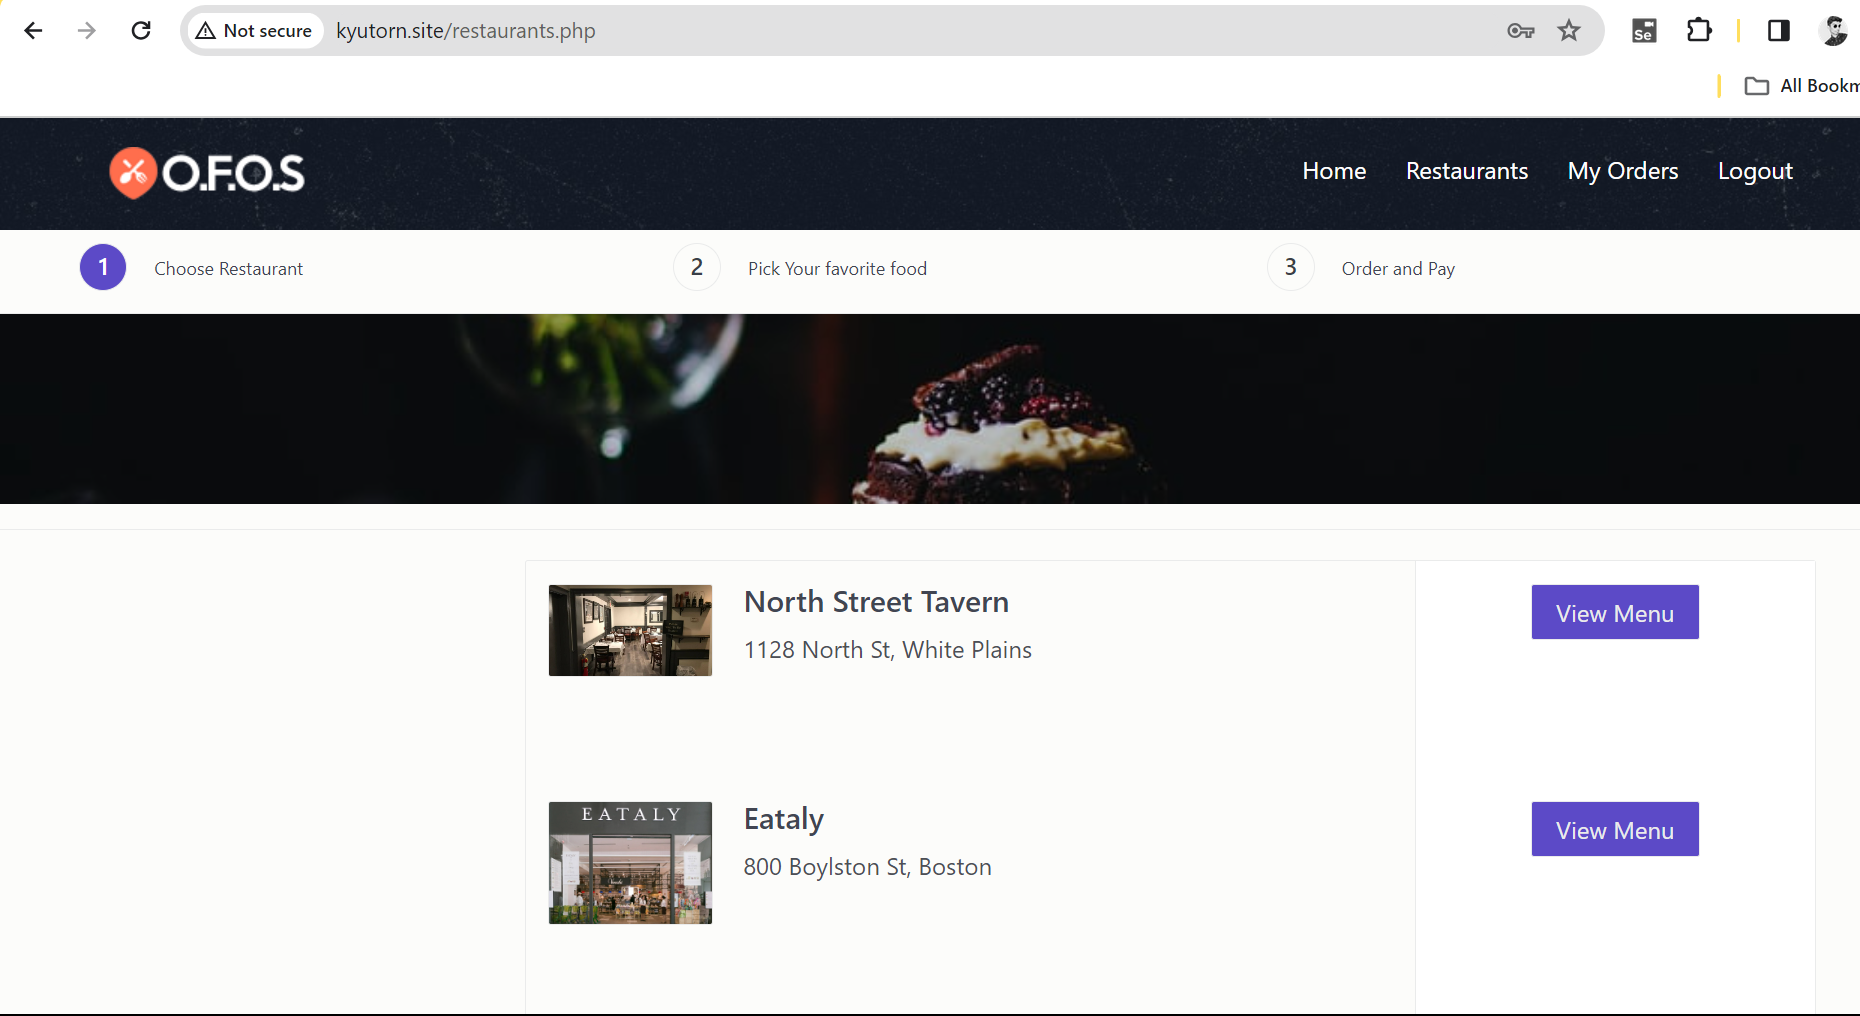 Not secure
kyutorn.site/restaurants.php
Se
All Bookm
O.F.O.S
Home Restaurants My Orders Logout
1 Choose Restaurant
2 Pick Your favorite food
3 Order and Pay
North Street Tavern
1128 North St, White Plains
View Menu
EATALY
Eataly
800 Boylston St, Boston
View Menu